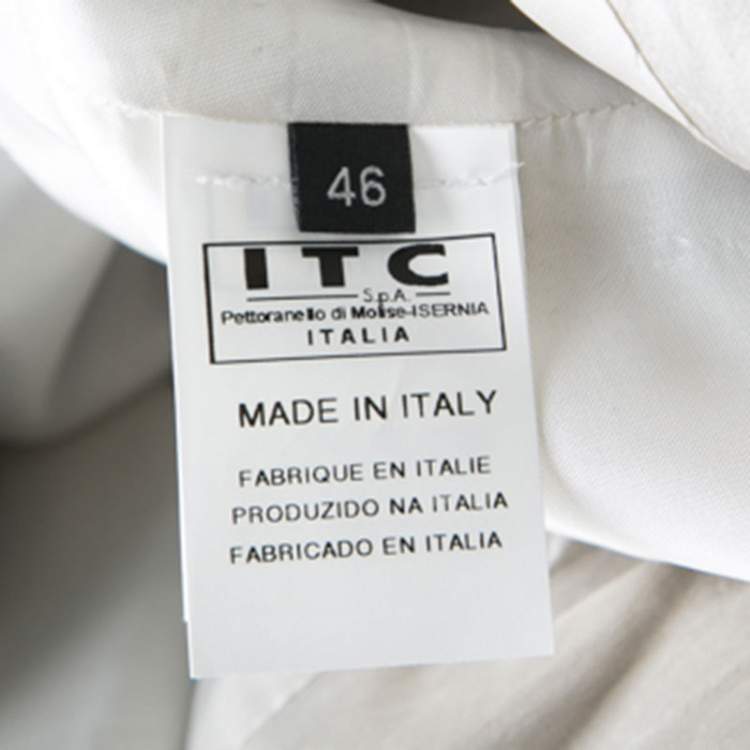 46
ITC
S.p.A.
Pettoranello di Molise-ISERNIA
ITALIA
MADE IN ITALY
FABRIQUE EN ITALIE
PRODUZIDO NA ITALIA
FABRICADO EN ITALIA